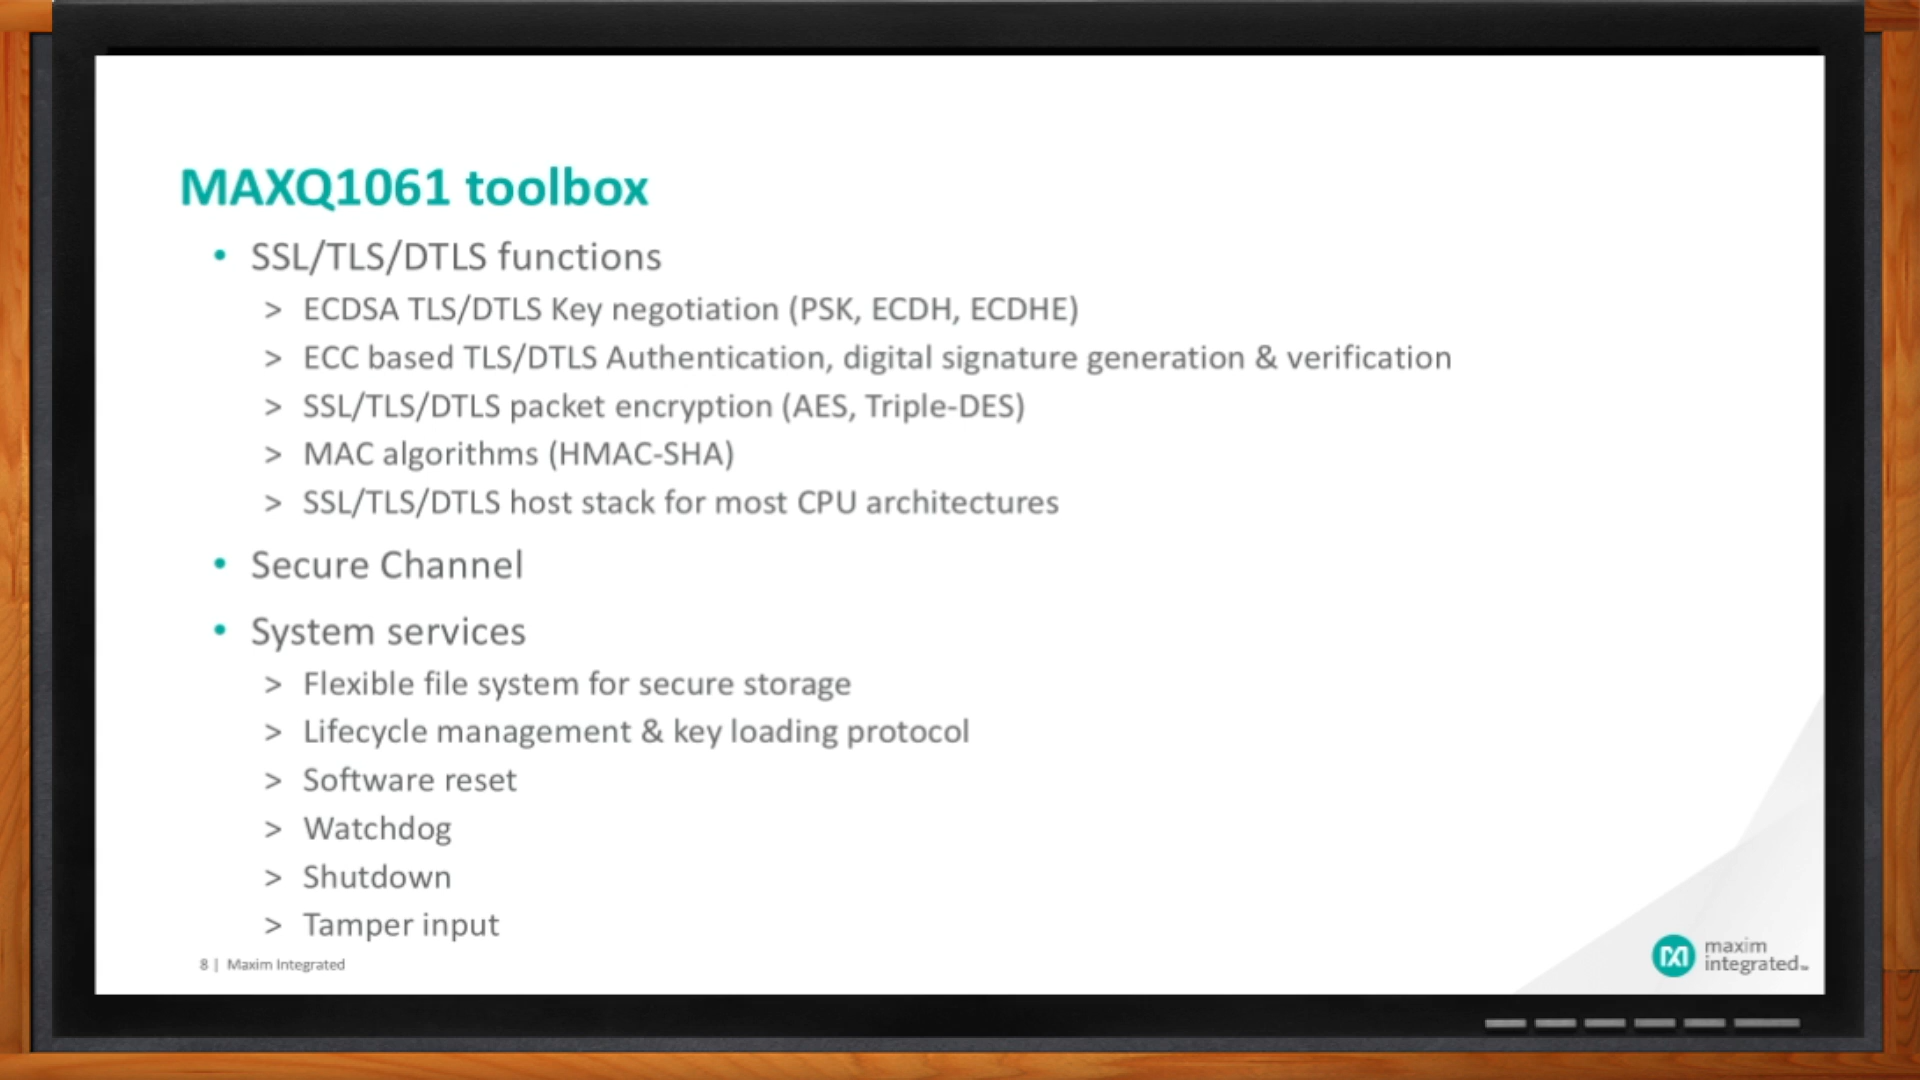 MAXQ1061 toolbox
• SSL/TLS/DTLS functions
> ECDSA TLS/DTLS Key negotiation (PSK, ECDH, ECDHE)
> ECC based TLS/DTLS Authentication, digital signature generation & verification
> SSL/TLS/DTLS packet encryption (AES, Triple-DES)
> MAC algorithms (HMAC-SHA)
> SSL/TLS/DTLS host stack for most CPU architectures
• Secure Channel
• System services
> Flexible file system for secure storage
> Lifecycle management & key loading protocol
> Software reset
> Watchdog
> Shutdown
> Tamper input
8 | Maxim Integrated
maxim
integrated™